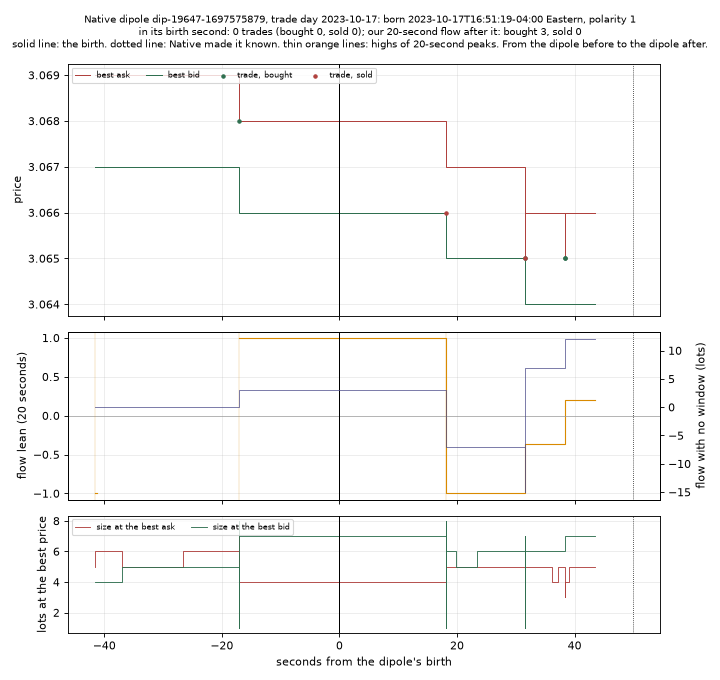 Native dipole dip-19647-1697575879, trade day 2023-10-17: born 2023-10-17T16:51:19-04:00 Eastern, polarity 1
in its birth second: 0 trades (bought 0, sold 0); our 20-second flow after it: bought 3, sold 0
solid line: the birth. dotted line: Native made it known. thin orange lines: highs of 20-second peaks. From the dipole before to the dipole after.
best ask best bid trade, bought trade, sold
3.069
3.068
3.067
3.066
3.065
3.064
price
1.0
0.5
0.0
−0.5
−1.0
flow lean (20 seconds)
10
5
0
−5
−10
−15
flow with no window (lots)
size at the best ask size at the best bid
8
6
4
2
lots at the best price
−40 −20 0 20 40
seconds from the dipole's birth